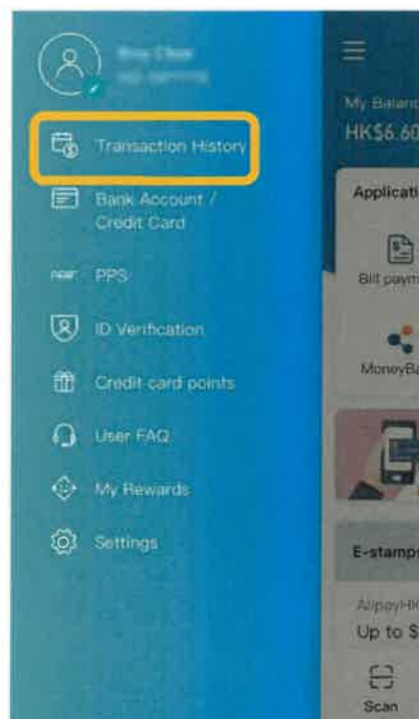 Transaction History
Bank Account /
Credit Card
PPS
ID Verification
Credit card points
User FAQ
My Rewards
Settings
My Balanc
HK$6.60
Applicati
Bill paym
MoneyBa
E-stamps
AlipayHK
Up to $
Scan